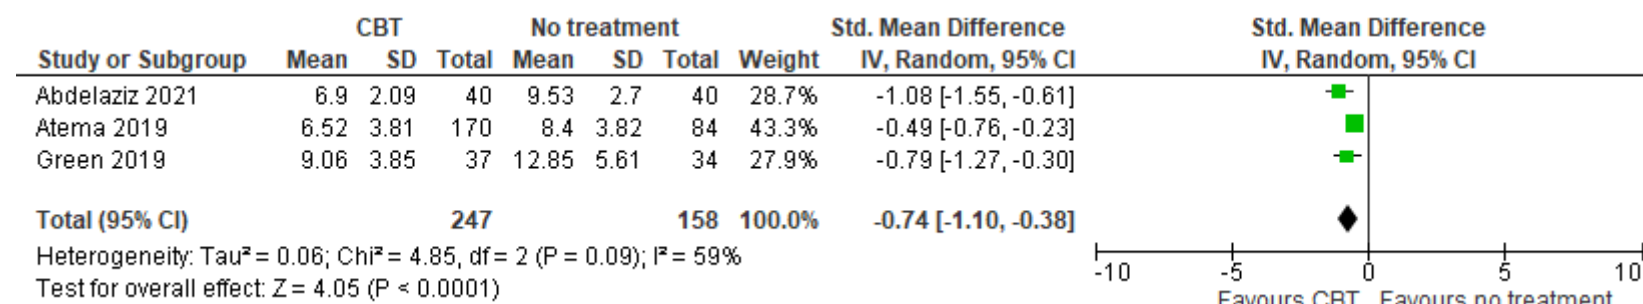 CBT No treatment Std. Mean Difference Std. Mean Difference
Study or Subgroup Mean SD Total Mean SD Total Weight IV, Random, 95% CI IV, Random, 95% CI
Abdelaziz 2021 6.9 2.09 40 9.53 2.7 40 28.7% -1.08 [-1.55, -0.61]
Atema 2019 6.52 3.81 170 8.4 3.82 84 43.3% -0.49 [-0.76, -0.23]
Green 2019 9.06 3.85 37 12.85 5.61 34 27.9% -0.79 [-1.27, -0.30]
Total (95% CI) 247 158 100.0% -0.74 [-1.10, -0.38]
Heterogeneity: Tau² = 0.06; Chi² = 4.85, df = 2 (P = 0.09); I² = 59%
Test for overall effect: Z = 4.05 (P < 0.0001)
-10 -5 0 5 10
Favours CBT Favours no treatment